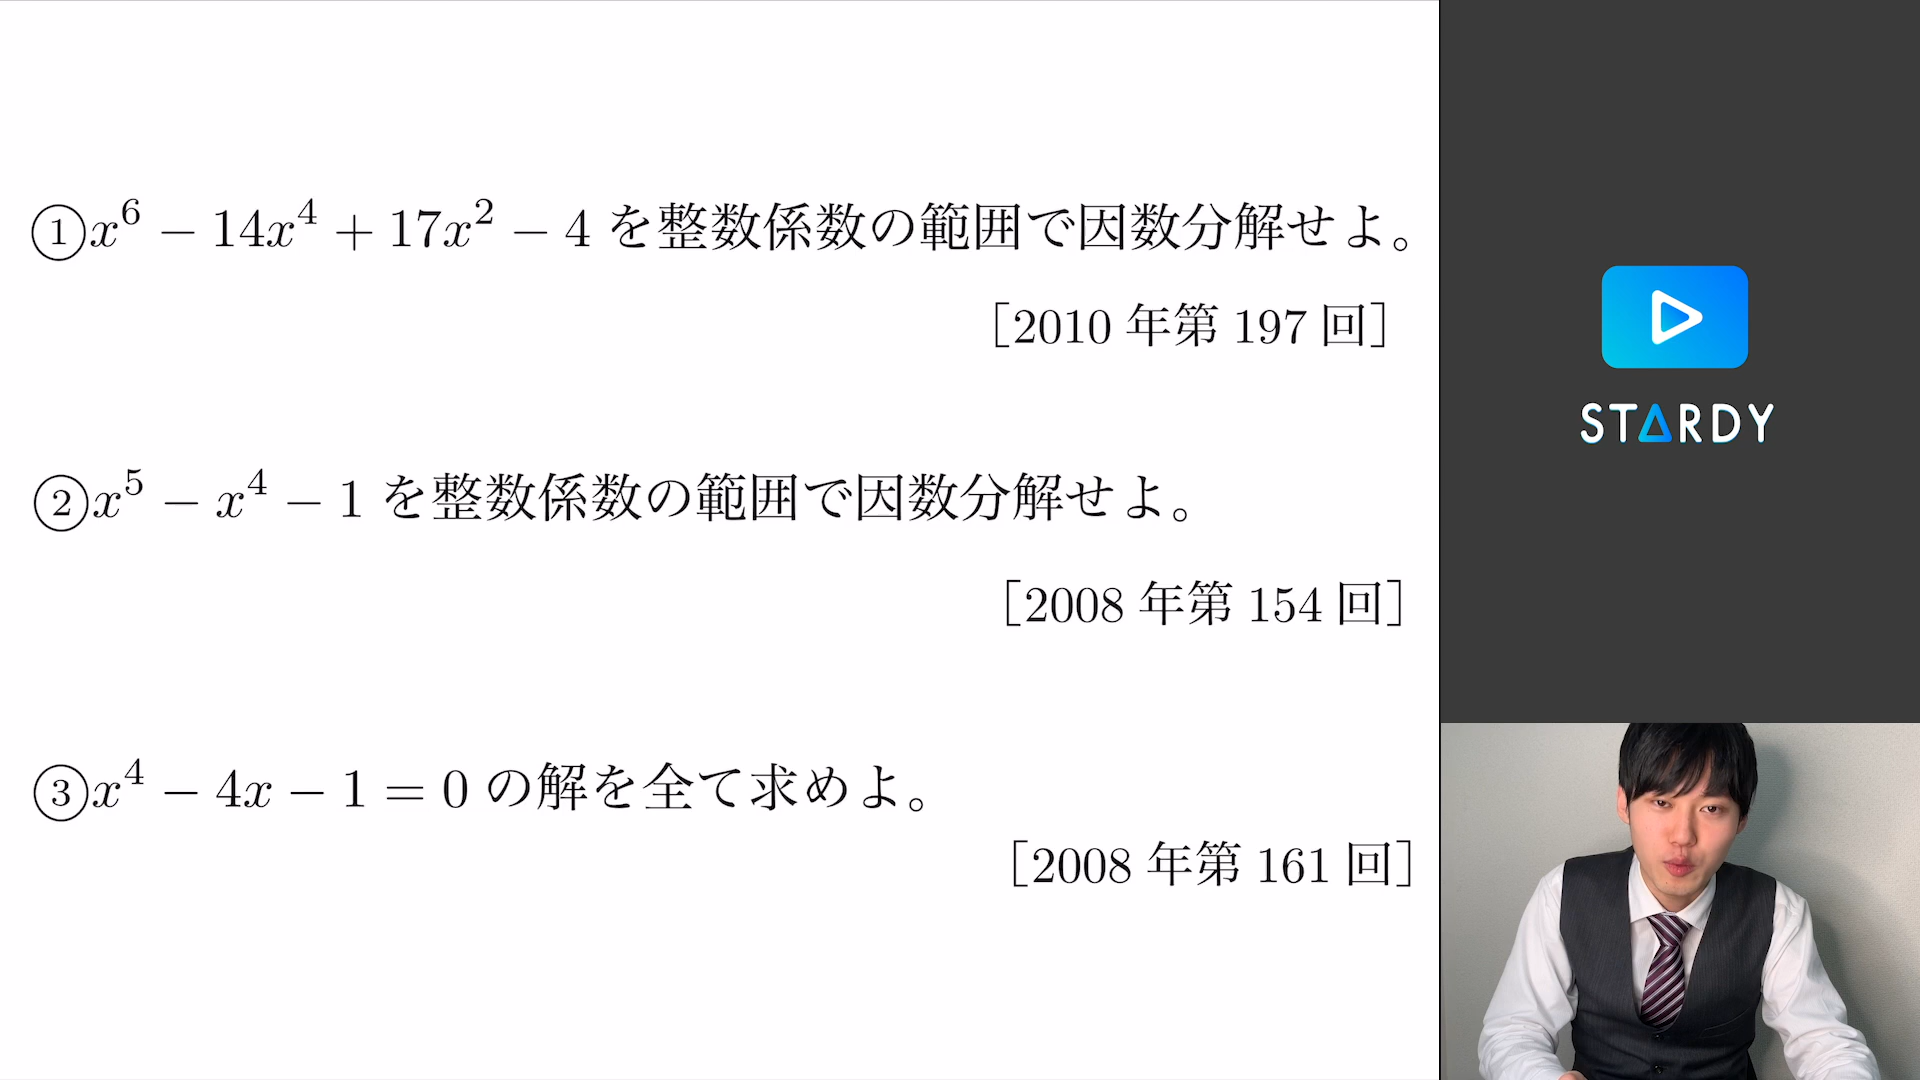 ①x⁶ − 14x⁴ + 17x² − 4 を整数係数の範囲で因数分解せよ。
［2010 年第 197 回］
②x⁵ − x⁴ − 1 を整数係数の範囲で因数分解せよ。
［2008 年第 154 回］
③x⁴ − 4x − 1 = 0 の解を全て求めよ。
［2008 年第 161 回］
STARDY